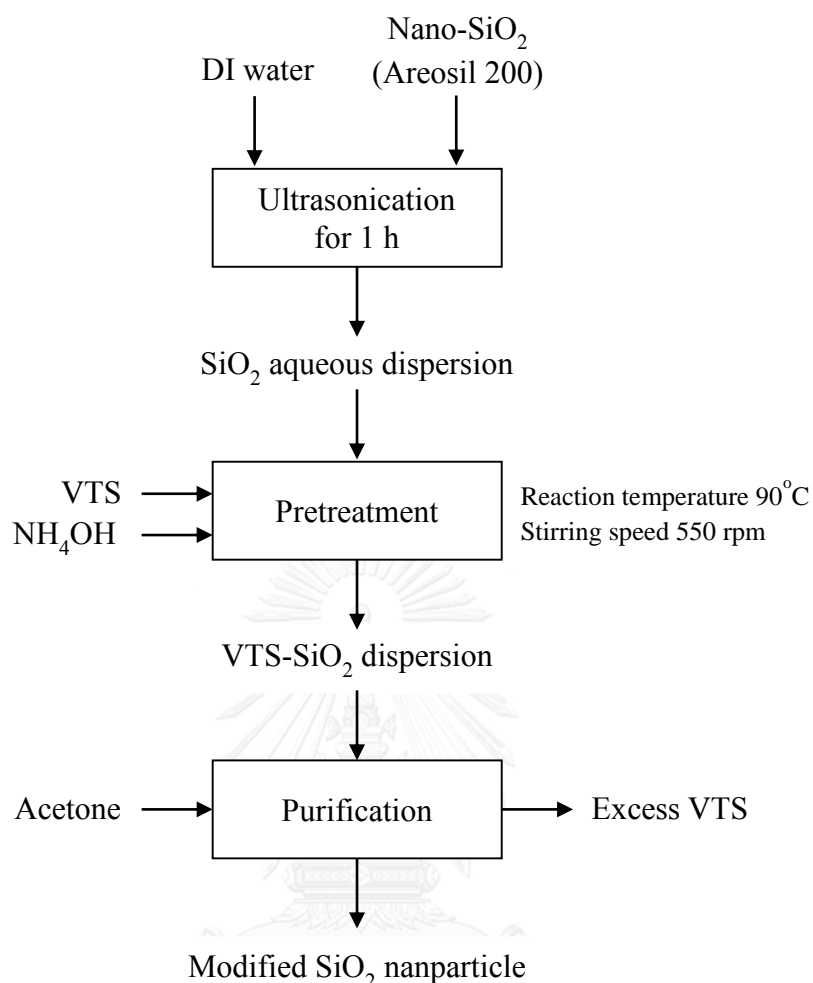 Nano-SiO₂
DI water
(Areosil 200)
Ultrasonication
for 1 h
SiO₂ aqueous dispersion
VTS
NH₄OH
Pretreatment
Reaction temperature 90°C
Stirring speed 550 rpm
VTS-SiO₂ dispersion
Acetone
Purification
Excess VTS
Modified SiO₂ nanparticle